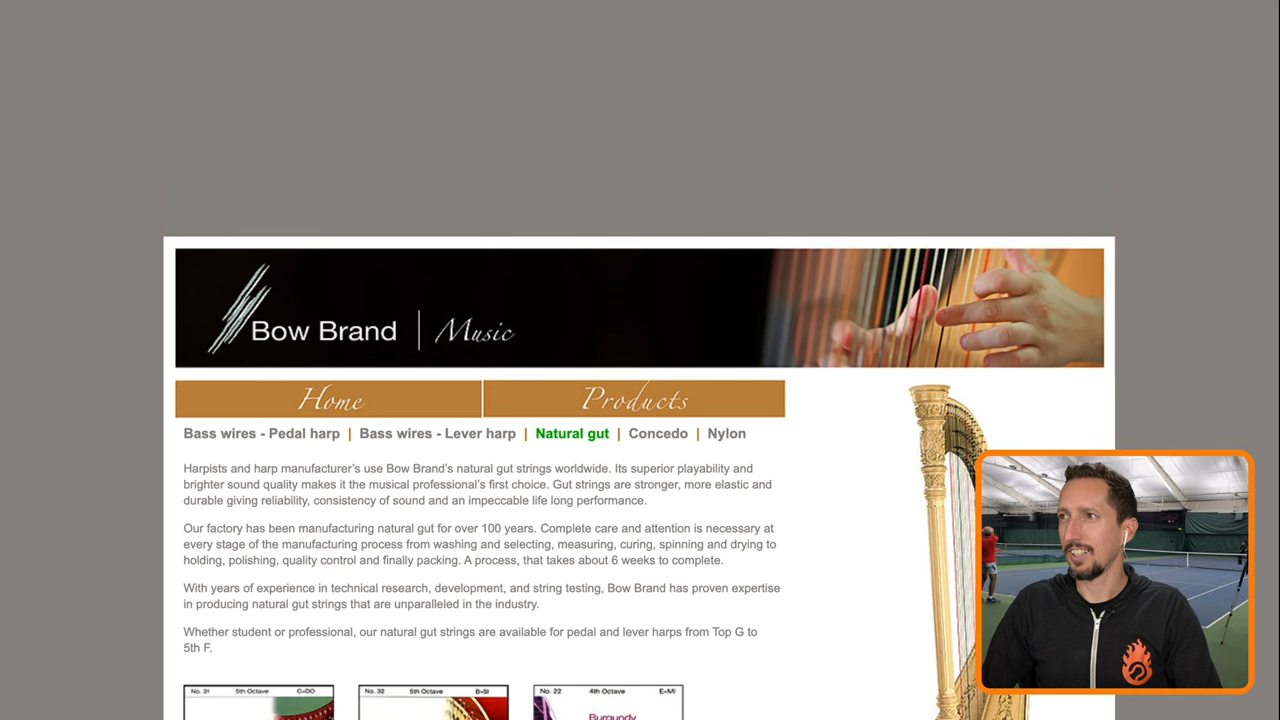 Bow Brand | Music
Home
Products
Bass wires - Pedal harp | Bass wires - Lever harp | Natural gut | Concedo | Nylon
Harpists and harp manufacturer's use Bow Brand's natural gut strings worldwide. Its superior playability and
brighter sound quality makes it the musical professional's first choice. Gut strings are stronger, more elastic and
durable giving reliability, consistency of sound and an impeccable life long performance.
Our factory has been manufacturing natural gut for over 100 years. Complete care and attention is necessary at
every stage of the manufacturing process from washing and selecting, measuring, curing, spinning and drying to
holding, polishing, quality control and finally packing. A process, that takes about 6 weeks to complete.
With years of experience in technical research, development, and string testing, Bow Brand has proven expertise
in producing natural gut strings that are unparalleled in the industry.
Whether student or professional, our natural gut strings are available for pedal and lever harps from Top G to
5th F.
No. 31 5th Octave C=DO
No. 32 5th Octave B=SI
No. 22 4th Octave E=MI
Burgundy